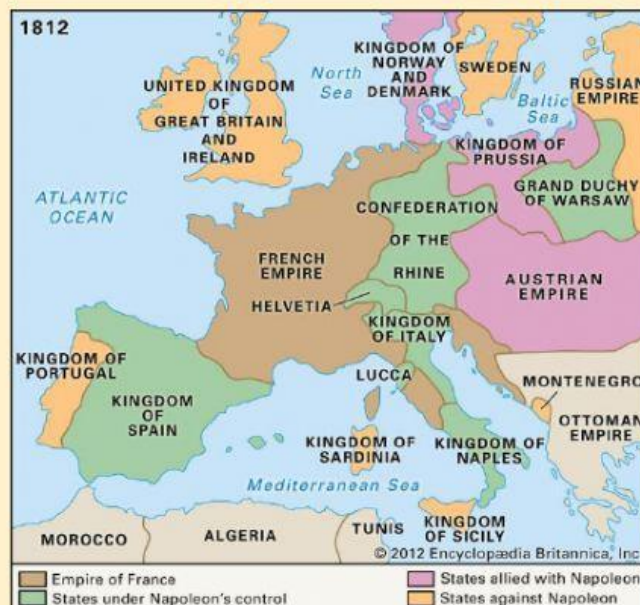 1812
KINGDOM OF
NORWAY
AND
DENMARK
SWEDEN
North
Sea
RUSSIAN
EMPIRE
UNITED KINGDOM
OF
GREAT BRITAIN
AND
IRELAND
Baltic
Sea
KINGDOM OF
PRUSSIA
GRAND DUCHY
OF WARSAW
ATLANTIC
OCEAN
CONFEDERATION
OF THE
RHINE
FRENCH
EMPIRE
HELVETIA
AUSTRIAN
EMPIRE
KINGDOM
OF ITALY
KINGDOM OF
PORTUGAL
LUCCA
MONTENEGRO
KINGDOM
OF
SPAIN
OTTOMAN
EMPIRE
KINGDOM OF
SARDINIA
KINGDOM OF
NAPLES
Mediterranean Sea
MOROCCO
ALGERIA
TUNIS
KINGDOM
OF SICILY
© 2012 Encyclopædia Britannica, Inc
Empire of France
States allied with Napoleon
States under Napoleon's control
States against Napoleon